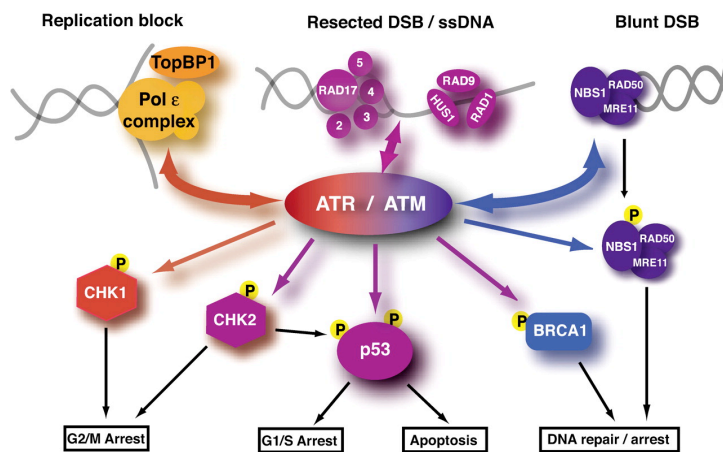 Replication block
Resected DSB / ssDNA
Blunt DSB
TopBP1
Pol ε
complex
5
RAD17
4
3
2
RAD9
HUS1
RAD1
NBS1
RAD50
MRE11
ATR / ATM
P
NBS1
RAD50
MRE11
P
CHK1
P
CHK2
P
P
p53
P
BRCA1
G2/M Arrest
G1/S Arrest
Apoptosis
DNA repair / arrest